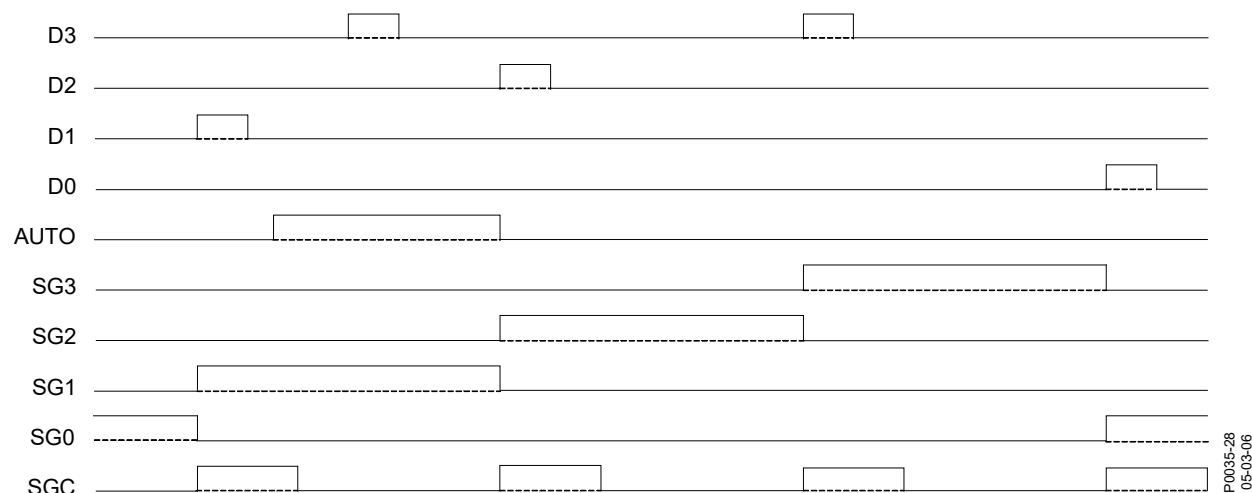 D3
D2
D1
D0
AUTO
SG3
SG2
SG1
SG0
SGC
P0035-28
05-03-06